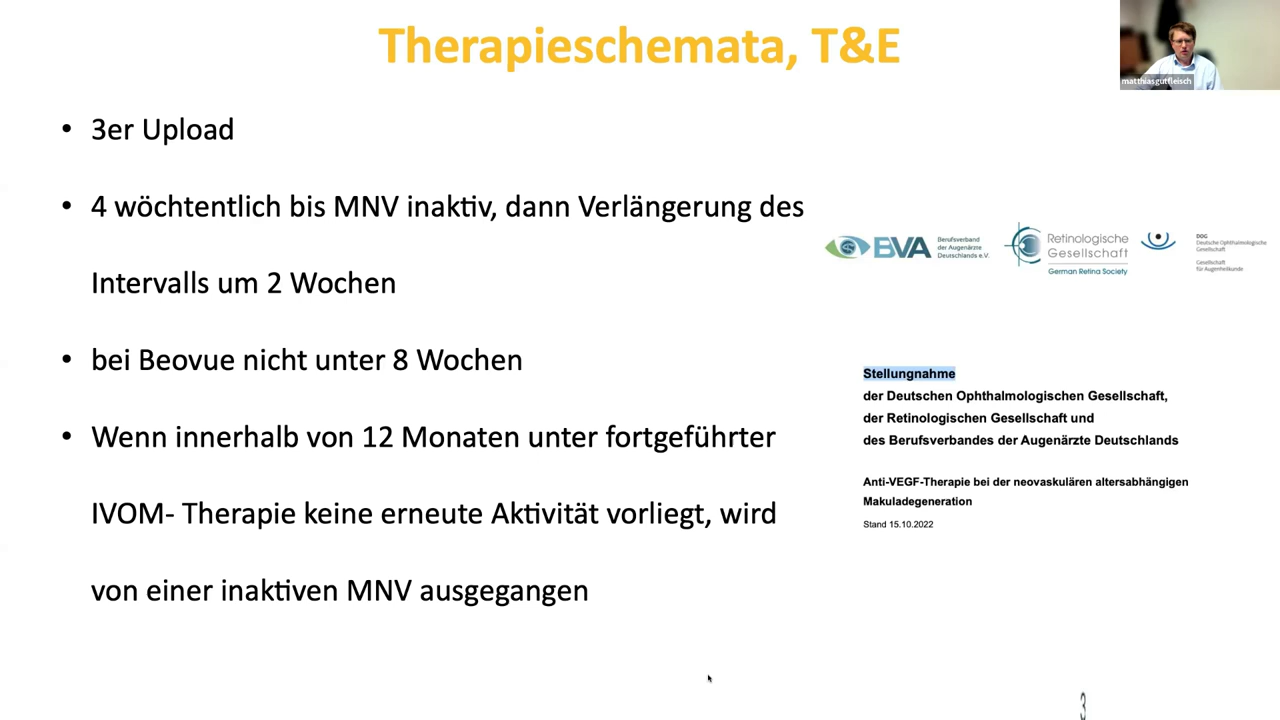 Therapieschemata, T&E
matthiasgutfleisch
• 3er Upload
• 4 wöchtentlich bis MNV inaktiv, dann Verlängerung des
Intervalls um 2 Wochen
• bei Beovue nicht unter 8 Wochen
• Wenn innerhalb von 12 Monaten unter fortgeführter
IVOM- Therapie keine erneute Aktivität vorliegt, wird
von einer inaktiven MNV ausgegangen
BVA
Berufsverband
der Augenärzte
Deutschlands e.V.
Retinologische
Gesellschaft
German Retina Society
DOG
Deutsche Ophthalmologische
Gesellschaft
Gesellschaft
für Augenheilkunde
Stellungnahme
der Deutschen Ophthalmologischen Gesellschaft,
der Retinologischen Gesellschaft und
des Berufsverbandes der Augenärzte Deutschlands
Anti-VEGF-Therapie bei der neovaskulären altersabhängigen
Makuladegeneration
Stand 15.10.2022
3